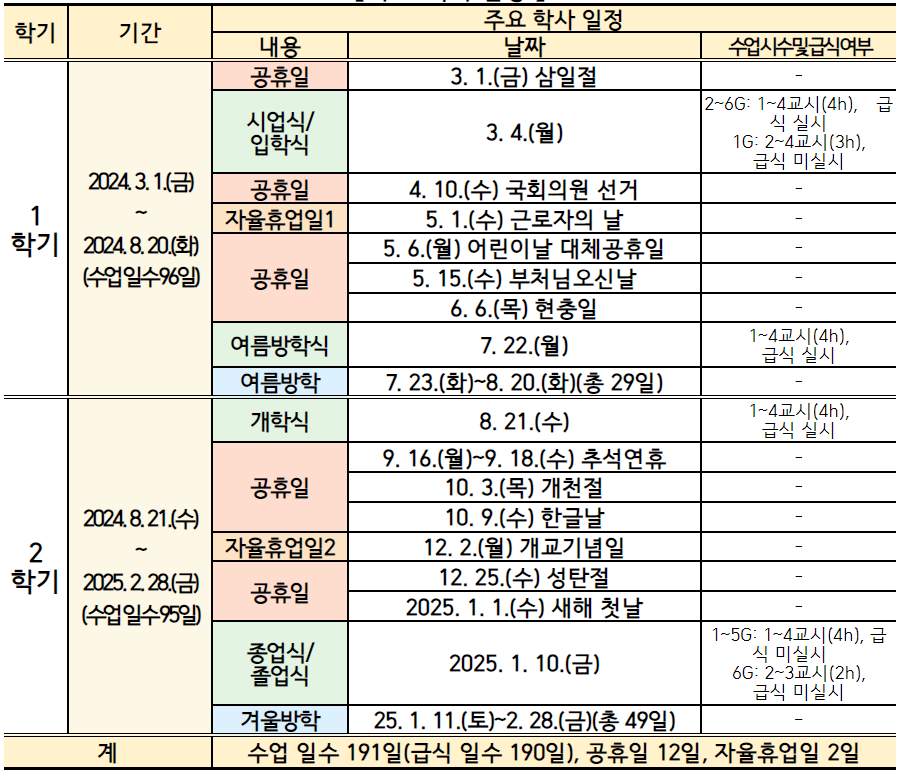 학기 기간 주요 학사 일정
내용 날짜 수업시수및급식여부
1
학기
2024. 3. 1.(금)
~
2024. 8. 20.(화)
(수업일수96일)
공휴일 3. 1.(금) 삼일절 -
시업식/
입학식
3. 4.(월)
2~6G: 1~4교시(4h), 급
식 실시
1G: 2~4교시(3h),
급식 미실시
공휴일 4. 10.(수) 국회의원 선거 -
자율휴업일1 5. 1.(수) 근로자의 날 -
공휴일
5. 6.(월) 어린이날 대체공휴일 -
5. 15.(수) 부처님오신날 -
6. 6.(목) 현충일 -
여름방학식 7. 22.(월)
1~4교시(4h),
급식 실시
여름방학 7. 23.(화)~8. 20.(화)(총 29일) -
2
학기
2024. 8. 21.(수)
~
2025. 2. 28.(금)
(수업일수95일)
개학식 8. 21.(수)
1~4교시(4h),
급식 실시
공휴일
9. 16.(월)~9. 18.(수) 추석연휴 -
10. 3.(목) 개천절 -
10. 9.(수) 한글날 -
자율휴업일2 12. 2.(월) 개교기념일 -
공휴일
12. 25.(수) 성탄절 -
2025. 1. 1.(수) 새해 첫날 -
종업식/
졸업식
2025. 1. 10.(금)
1~5G: 1~4교시(4h), 급
식 미실시
6G: 2~3교시(2h),
급식 미실시
겨울방학 25. 1. 11.(토)~2. 28.(금)(총 49일) -
계 수업 일수 191일(급식 일수 190일), 공휴일 12일, 자율휴업일 2일